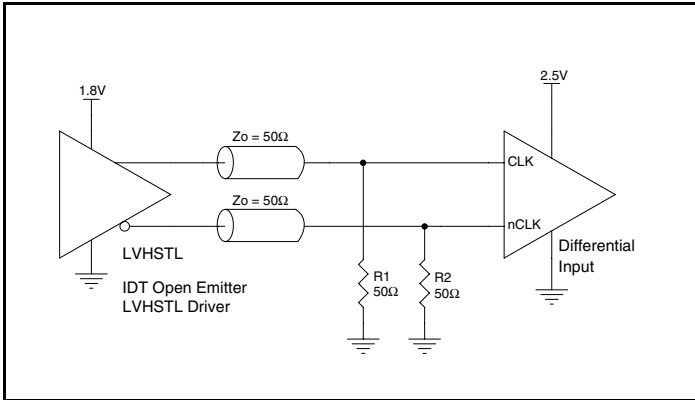 1.8V
2.5V
Zo = 50Ω
CLK
Zo = 50Ω
nCLK
LVHSTL
Differential
Input
IDT Open Emitter
LVHSTL Driver
R1
50Ω
R2
50Ω